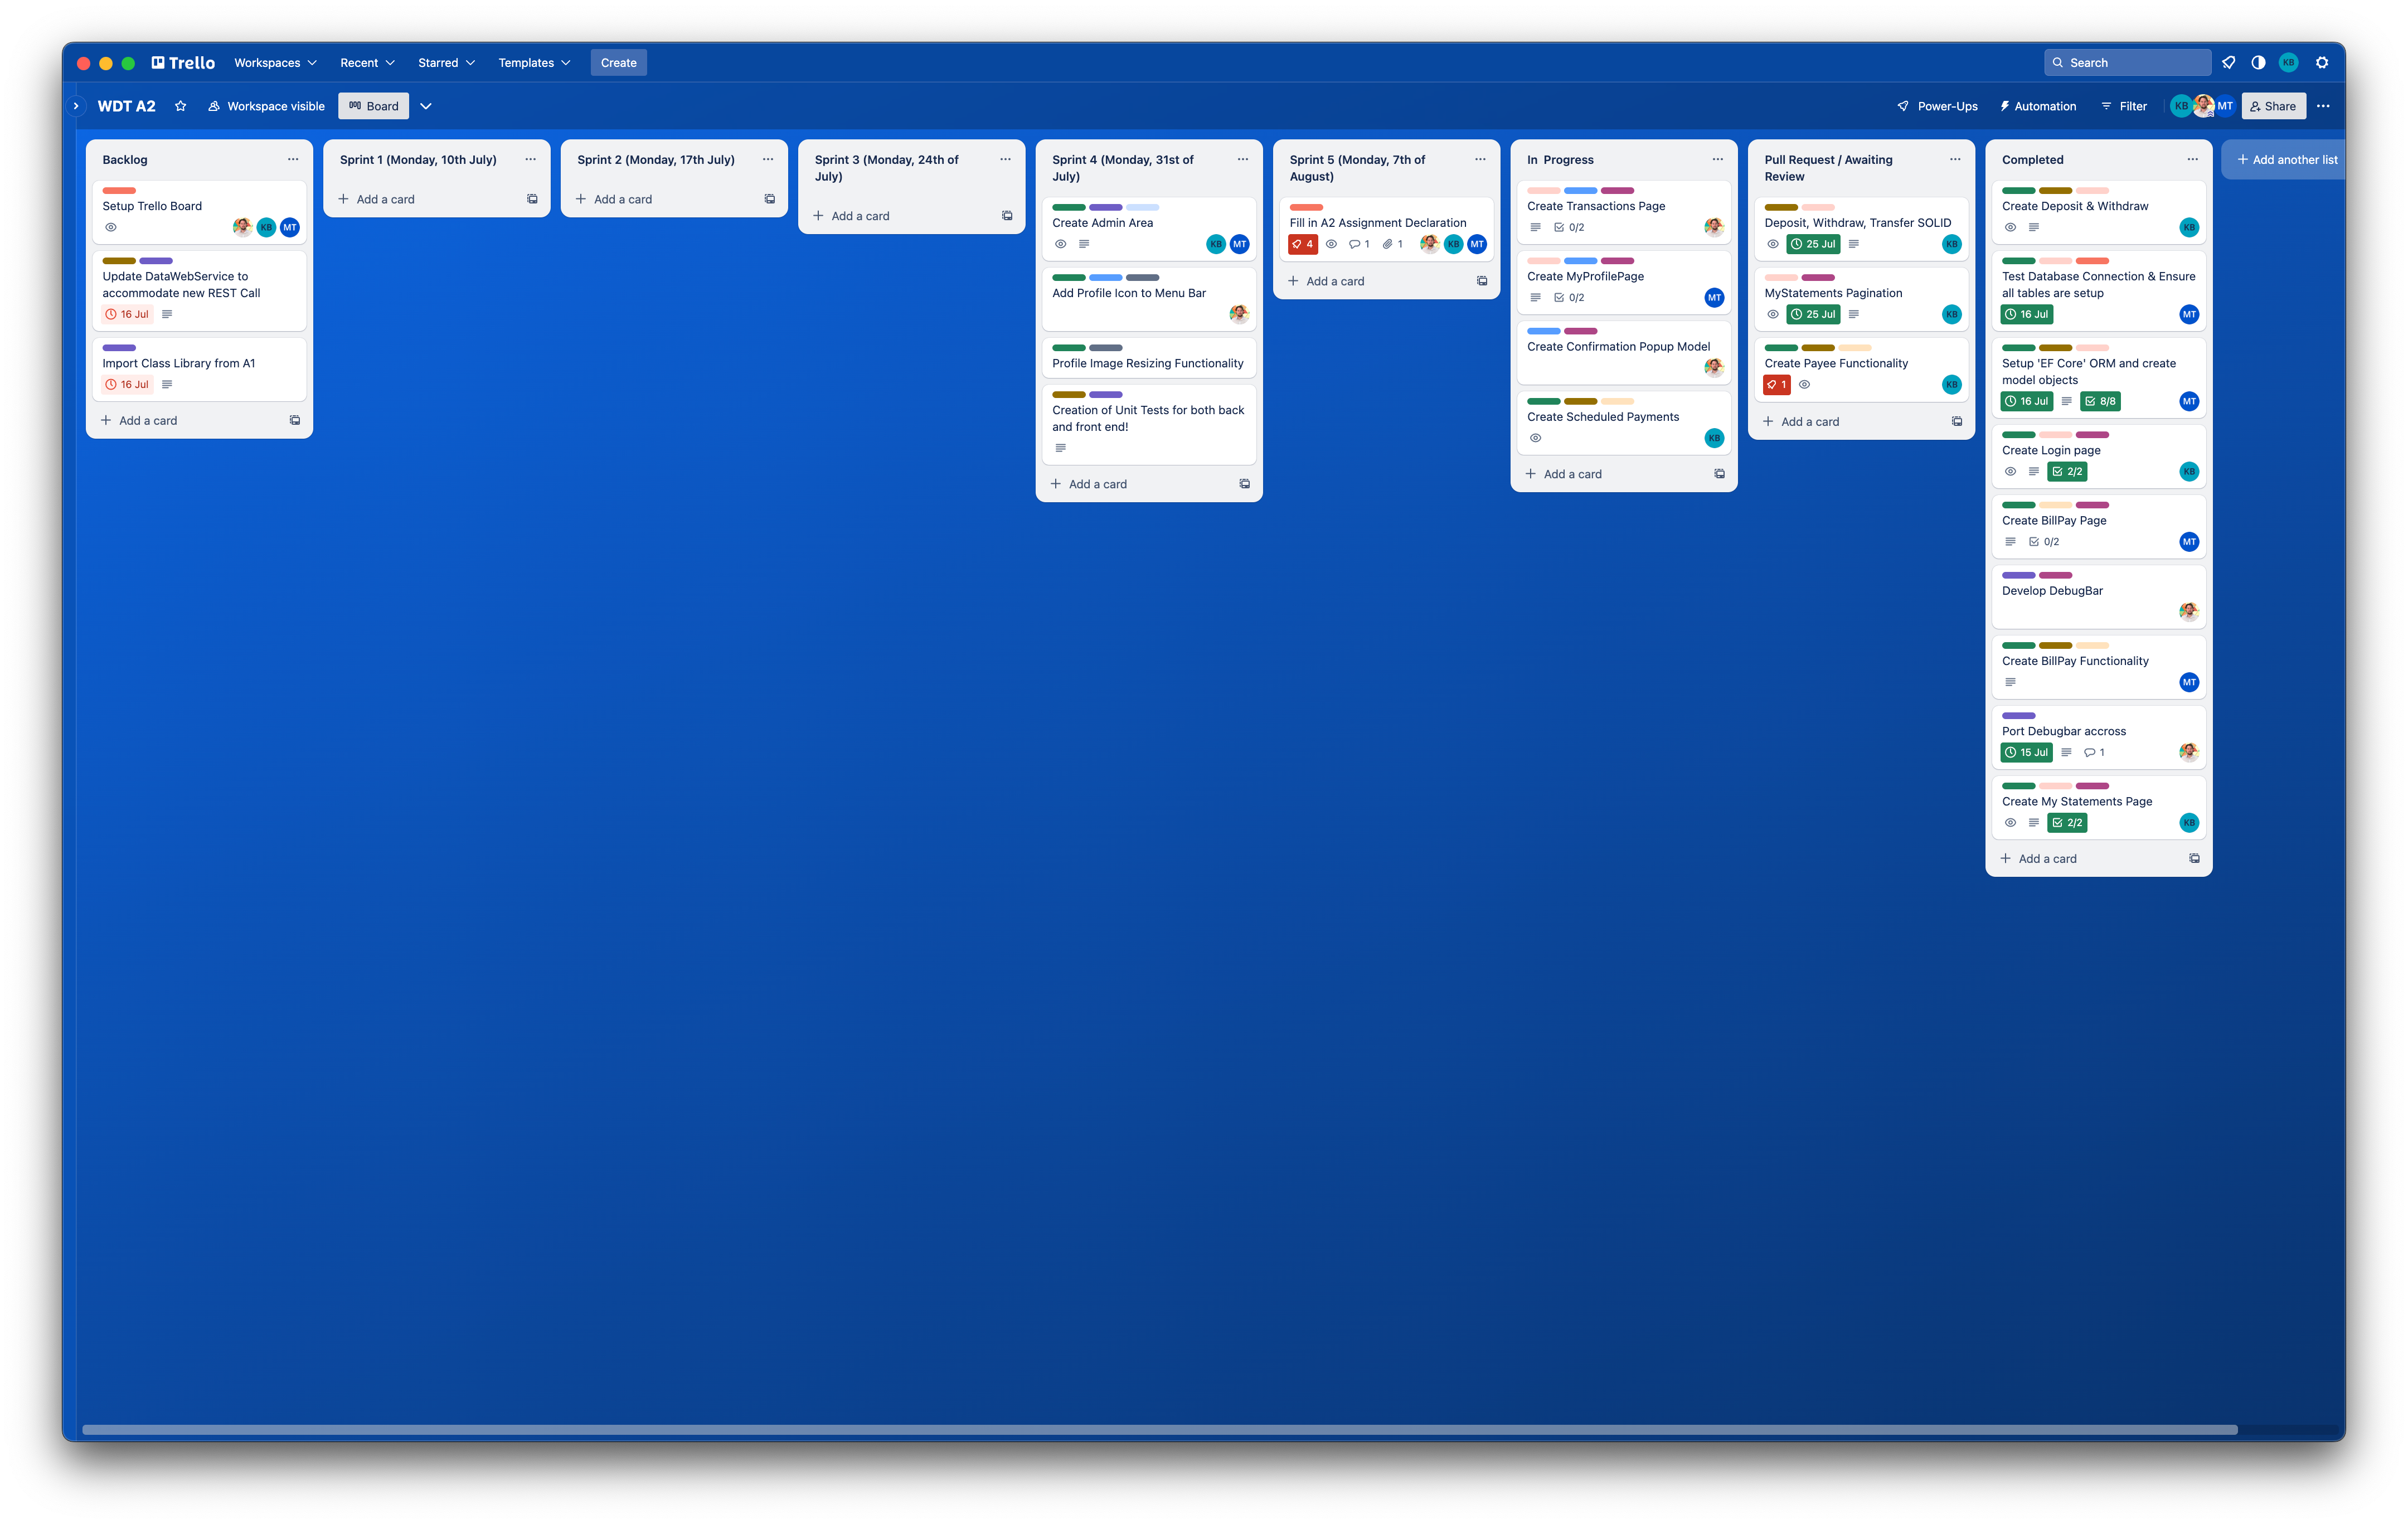 Trello
Workspaces
Recent
Starred
Templates
Create
Search
KB
WDT A2
Workspace visible
Board
Power-Ups
Automation
Filter
KB
MT
Share
Backlog
Setup Trello Board
KB
MT
Update DataWebService to
accommodate new REST Call
16 Jul
Import Class Library from A1
16 Jul
Add a card
Sprint 1 (Monday, 10th July)
Add a card
Sprint 2 (Monday, 17th July)
Add a card
Sprint 3 (Monday, 24th of
July)
Add a card
Sprint 4 (Monday, 31st of
July)
Create Admin Area
KB
MT
Add Profile Icon to Menu Bar
Profile Image Resizing Functionality
Creation of Unit Tests for both back
and front end!
Add a card
Sprint 5 (Monday, 7th of
August)
Fill in A2 Assignment Declaration
4
1
1
KB
MT
Add a card
In Progress
Create Transactions Page
0/2
Create MyProfilePage
0/2
MT
Create Confirmation Popup Model
Create Scheduled Payments
KB
Add a card
Pull Request / Awaiting
Review
Deposit, Withdraw, Transfer SOLID
25 Jul
KB
MyStatements Pagination
25 Jul
KB
Create Payee Functionality
1
KB
Add a card
Completed
Create Deposit & Withdraw
KB
Test Database Connection & Ensure
all tables are setup
16 Jul
MT
Setup 'EF Core' ORM and create
model objects
16 Jul
8/8
MT
Create Login page
2/2
KB
Create BillPay Page
0/2
MT
Develop DebugBar
Create BillPay Functionality
MT
Port Debugbar accross
15 Jul
1
Create My Statements Page
2/2
KB
Add a card
Add another list